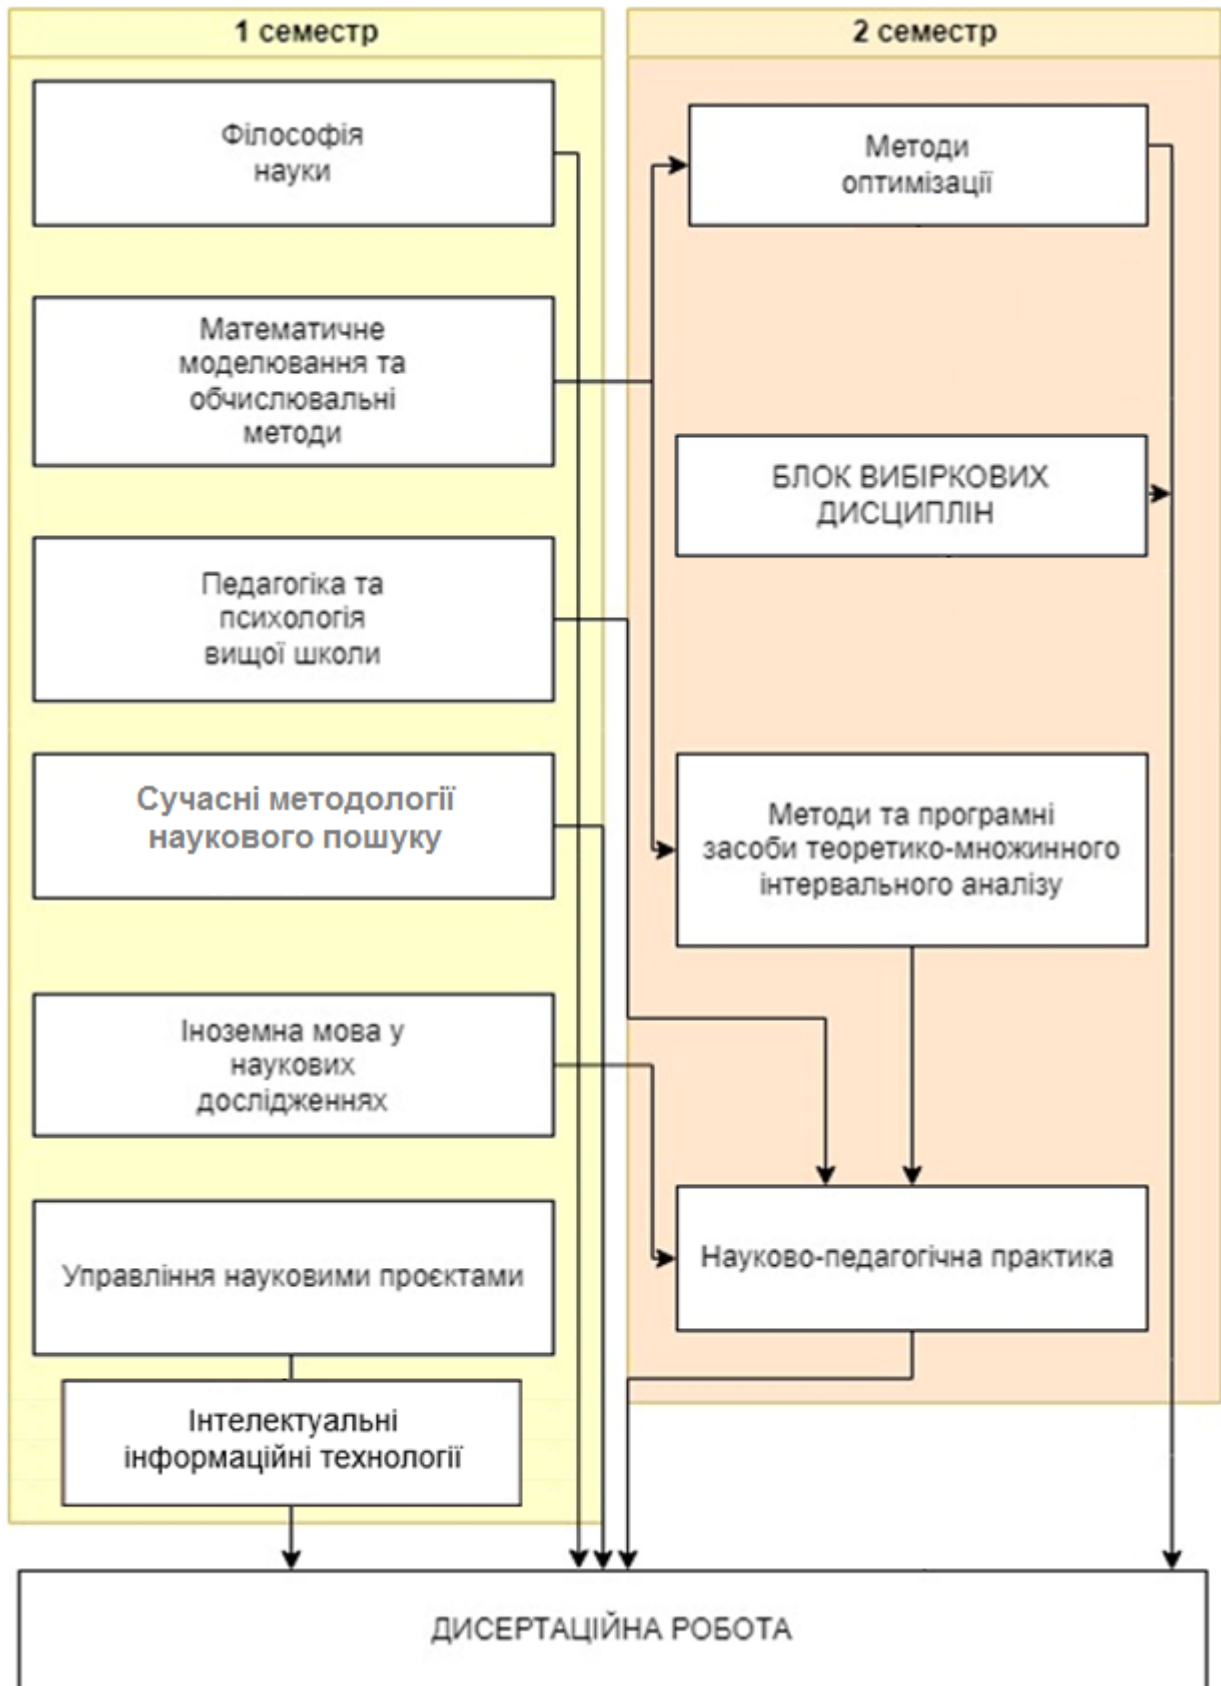 1 семестр
Філософія
науки
Математичне
моделювання та
обчислювальні
методи
Педагогіка та
психологія
вищої школи
Сучасні методології
наукового пошуку
Іноземна мова у
наукових
дослідженнях
Управління науковими проєктами
Інтелектуальні
інформаційні технології
2 семестр
Методи
оптимізації
БЛОК ВИБІРКОВИХ
ДИСЦИПЛІН
Методи та програмні
засоби теоретико-множинного
інтервального аналізу
Науково-педагогічна практика
ДИСЕРТАЦІЙНА РОБОТА